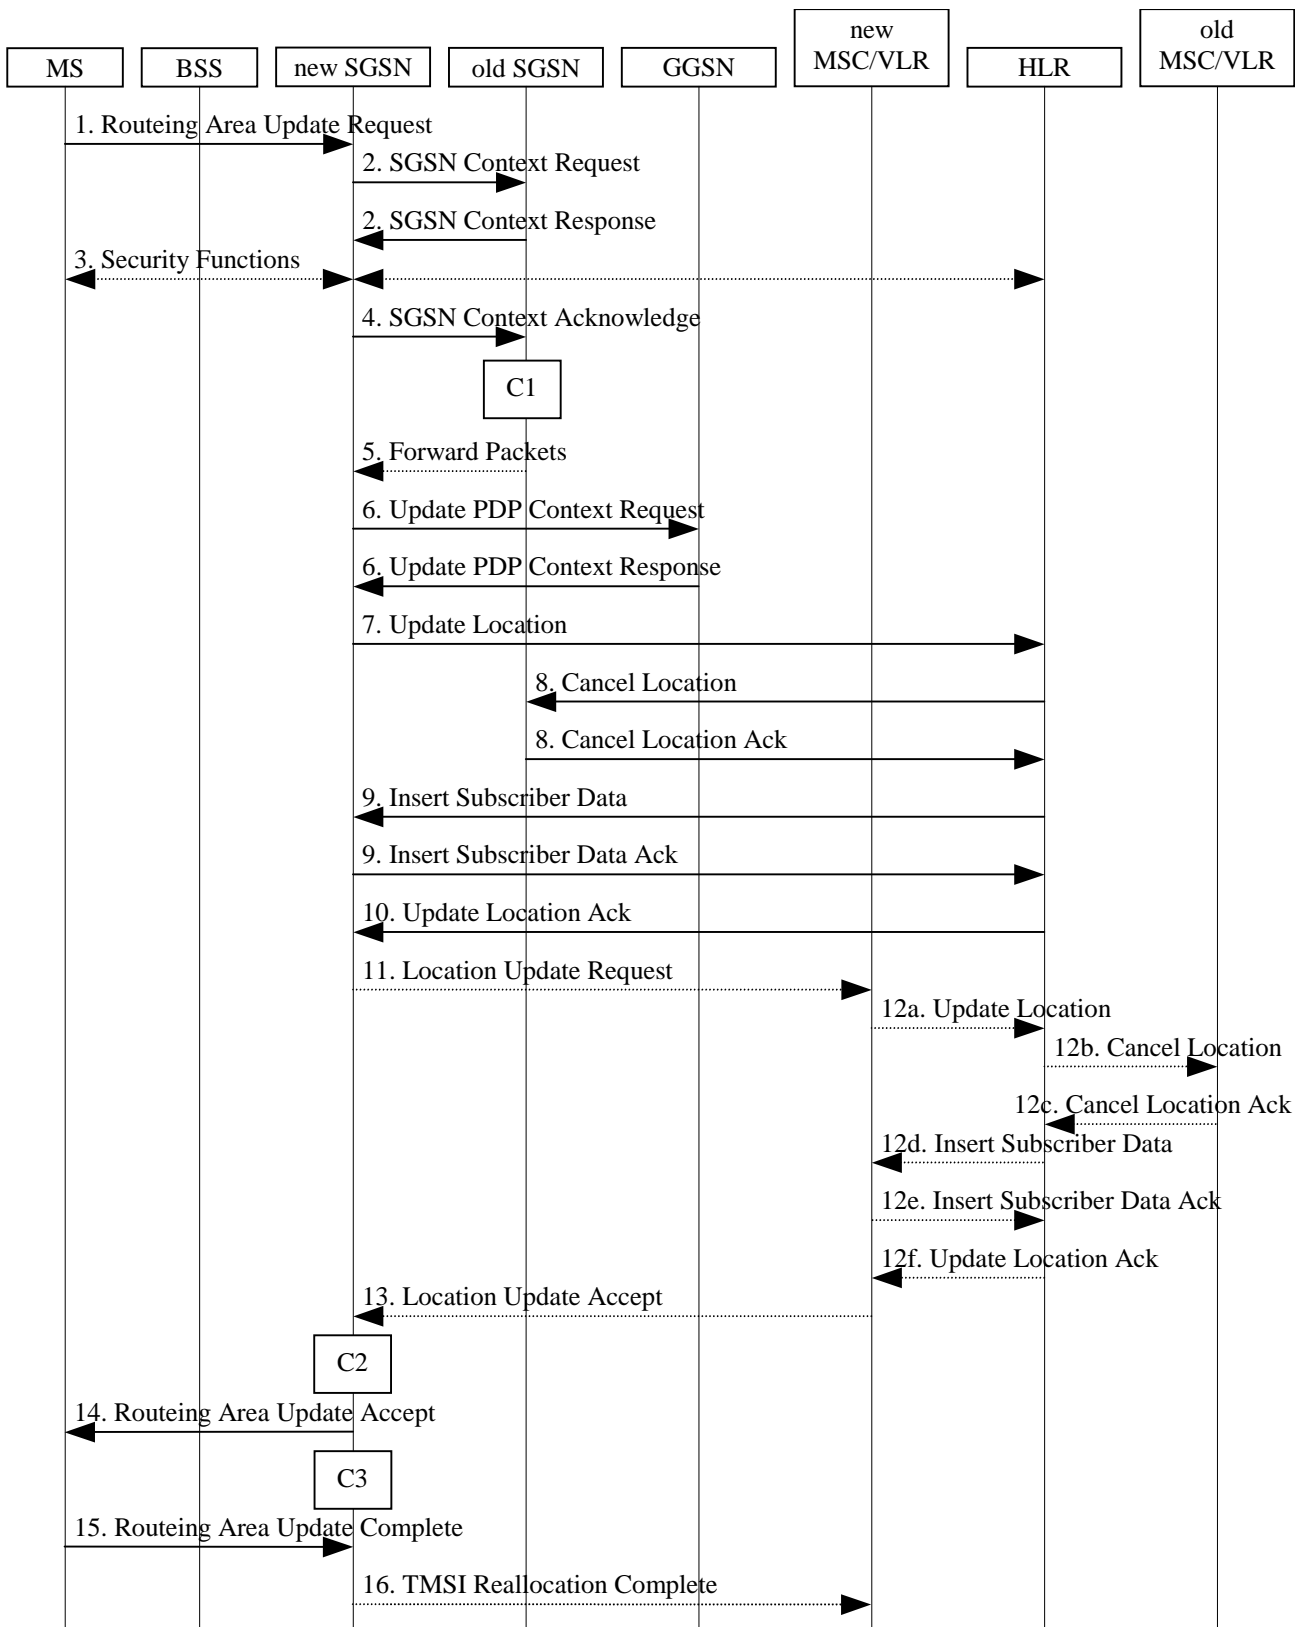 new
MSC/VLR
old
MSC/VLR
MS
BSS
new SGSN
old SGSN
GGSN
HLR
1. Routeing Area Update Request
2. SGSN Context Request
2. SGSN Context Response
3. Security Functions
4. SGSN Context Acknowledge
C1
5. Forward Packets
6. Update PDP Context Request
6. Update PDP Context Response
7. Update Location
8. Cancel Location
8. Cancel Location Ack
9. Insert Subscriber Data
9. Insert Subscriber Data Ack
10. Update Location Ack
11. Location Update Request
12a. Update Location
12b. Cancel Location
12c. Cancel Location Ack
12d. Insert Subscriber Data
12e. Insert Subscriber Data Ack
12f. Update Location Ack
13. Location Update Accept
C2
14. Routeing Area Update Accept
C3
15. Routeing Area Update Complete
16. TMSI Reallocation Complete